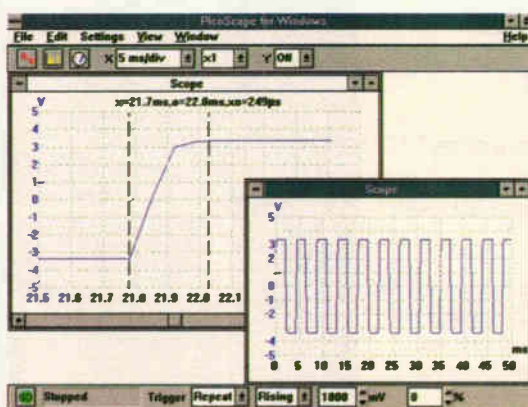 PicoScope for Windows
File Edit Settings View Window Help
X 5 ms/div x1 Y Off
Scope
V x=21.7ms,o=22.0ms,xo=249µs
5
4
3
2
1
0
-1
-2
-3
-4
-5
21.5 21.6 21.7 21.8 21.9 22.0 22.1
Scope
V
5
3
2
0
-2
-4
-5
0 5 10 15 20 25 30 35 40 45 50
ms
Stopped Trigger Repeat Rising 1000 mV 0 %